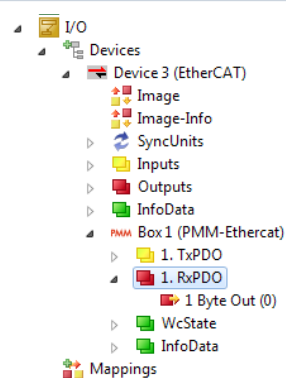 I/O
Devices
Device 3 (EtherCAT)
Image
Image-Info
SyncUnits
Inputs
Outputs
InfoData
PMM Box 1 (PMM-Ethercat)
1. TxPDO
1. RxPDO
1 Byte Out (0)
WcState
InfoData
Mappings